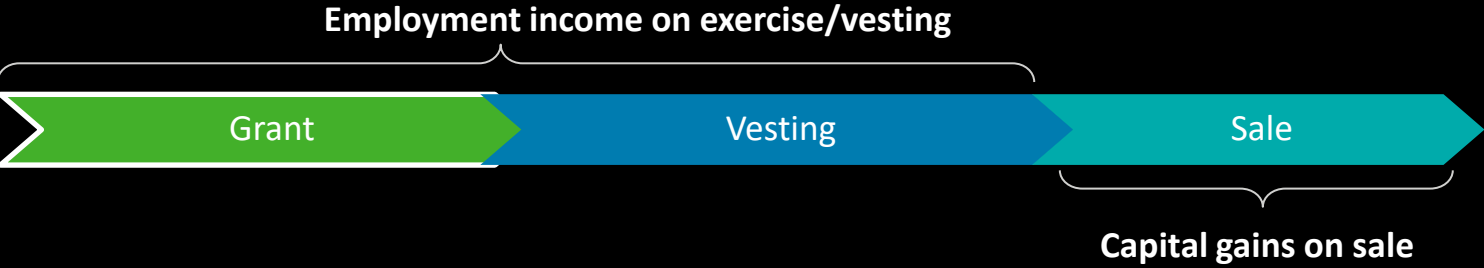 Employment income on exercise/vesting
Grant
Vesting
Sale
Capital gains on sale